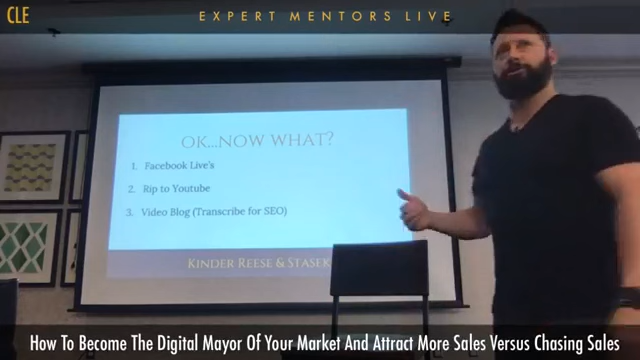 CLE
EXPERT MENTORS LIVE
OK...NOW WHAT?
1. Facebook Live's
2. Rip to Youtube
3. Video Blog (Transcribe for SEO)
KINDER REESE & STASEK
How To Become The Digital Mayor Of Your Market And Attract More Sales Versus Chasing Sales